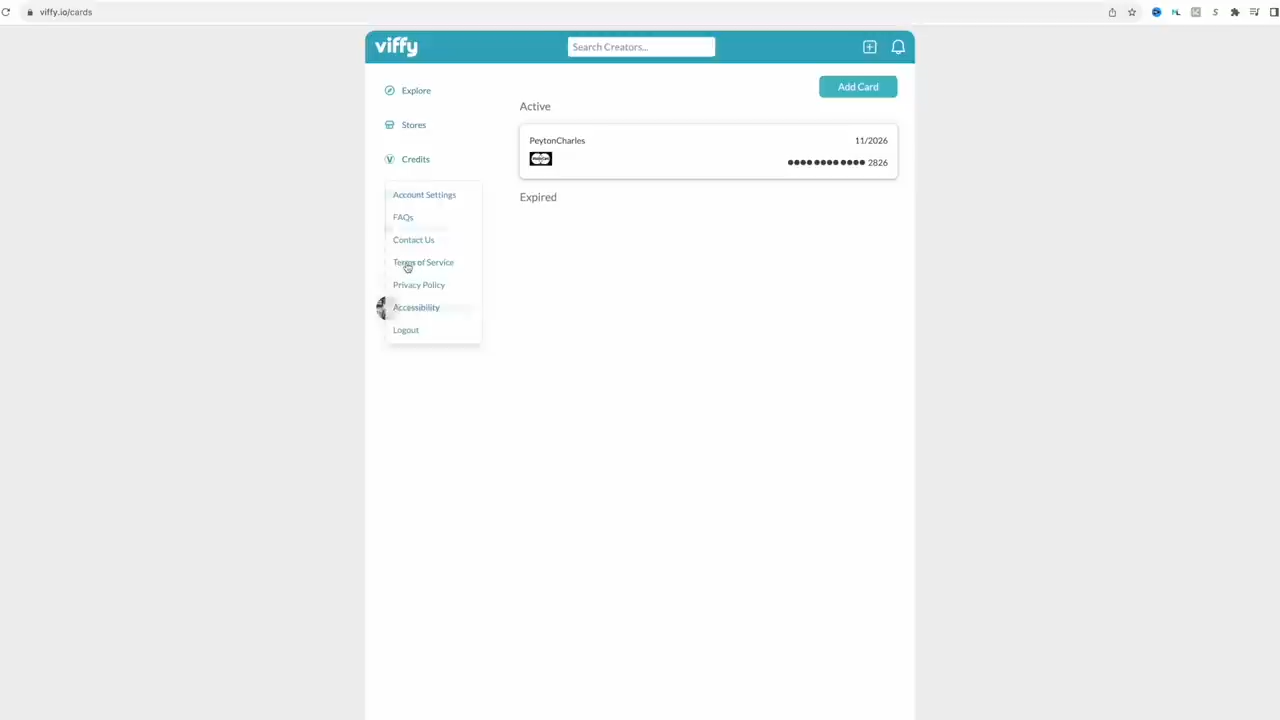 viffy.io/cards
viffy
Search Creators...
Explore
Stores
Credits
Account Settings
FAQs
Contact Us
Terms of Service
Privacy Policy
Accessibility
Logout
Add Card
Active
PeytonCharles
11/2026
●●●● ●●●● ●●●● 2826
Expired